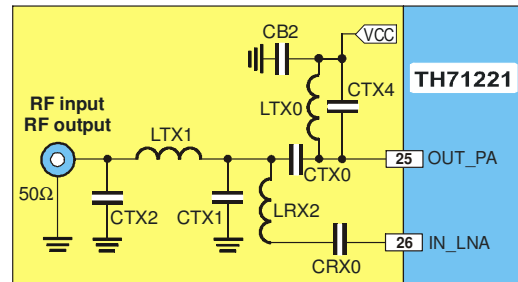 CB2
VCC
TH71221
LTX0
CTX4
RF input
RF output
LTX1
CTX0
25 OUT_PA
50Ω
CTX2
CTX1
LRX2
26 IN_LNA
CRX0